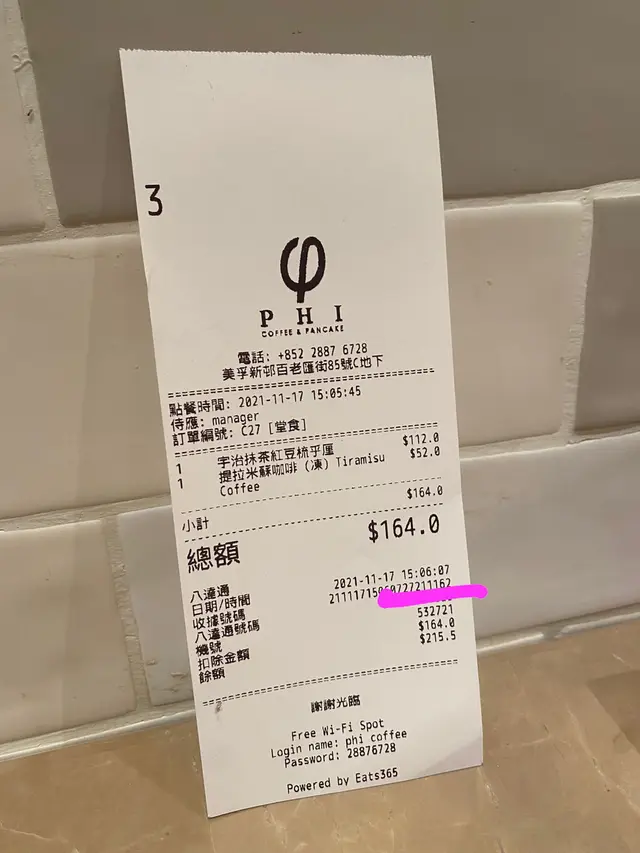 3
φ
PHI
COFFEE & PANCAKE
電話: +852 2887 6728
美孚新邨百老匯街85號C地下
點餐時間: 2021-11-17 15:05:45
侍應: manager
訂單編號: C27 [堂食]
1 宇治抹茶紅豆梳乎厘 $112.0
1 提拉米蘇咖啡 (凍) Tiramisu $52.0
Coffee
小計 $164.0
總額 $164.0
八達通
日期/時間 2021-11-17 15:06:07
收據號碼
八達通號碼
機號 532721
扣除金額 $164.0
餘額 $215.5
謝謝光臨
Free Wi-Fi Spot
Login name: phi coffee
Password: 28876728
Powered by Eats365